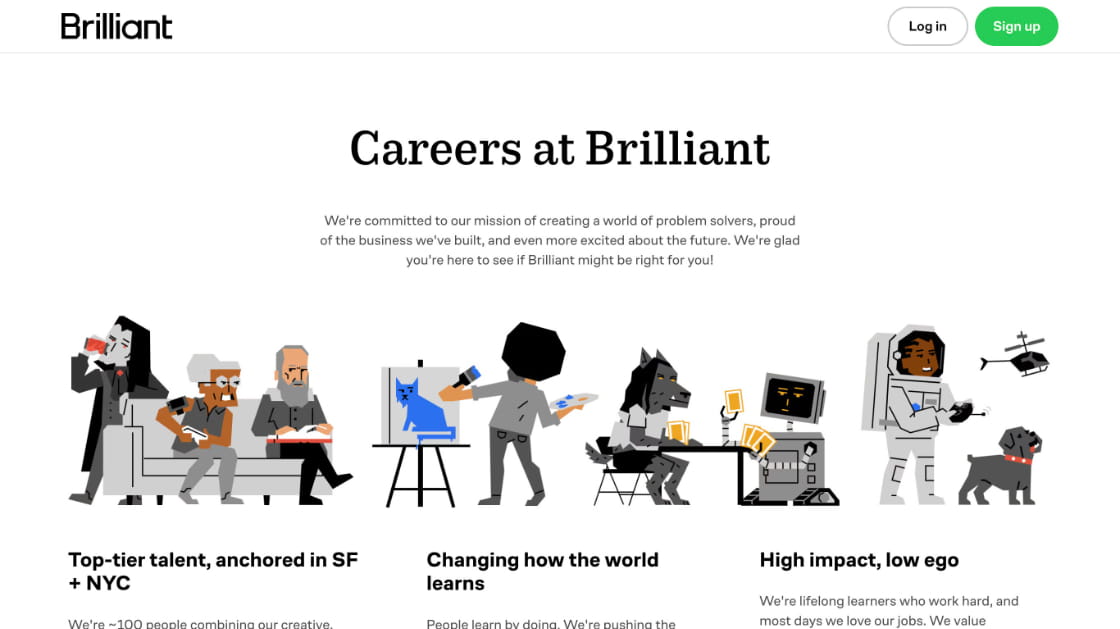 Brilliant
Log in
Sign up
Careers at Brilliant
We're committed to our mission of creating a world of problem solvers, proud
of the business we've built, and even more excited about the future. We're glad
you're here to see if Brilliant might be right for you!
Top-tier talent, anchored in SF
+ NYC
We're ~100 people combining our creative,
Changing how the world
learns
People learn by doing. We're pushing the
High impact, low ego
We're lifelong learners who work hard, and
most days we love our jobs. We value